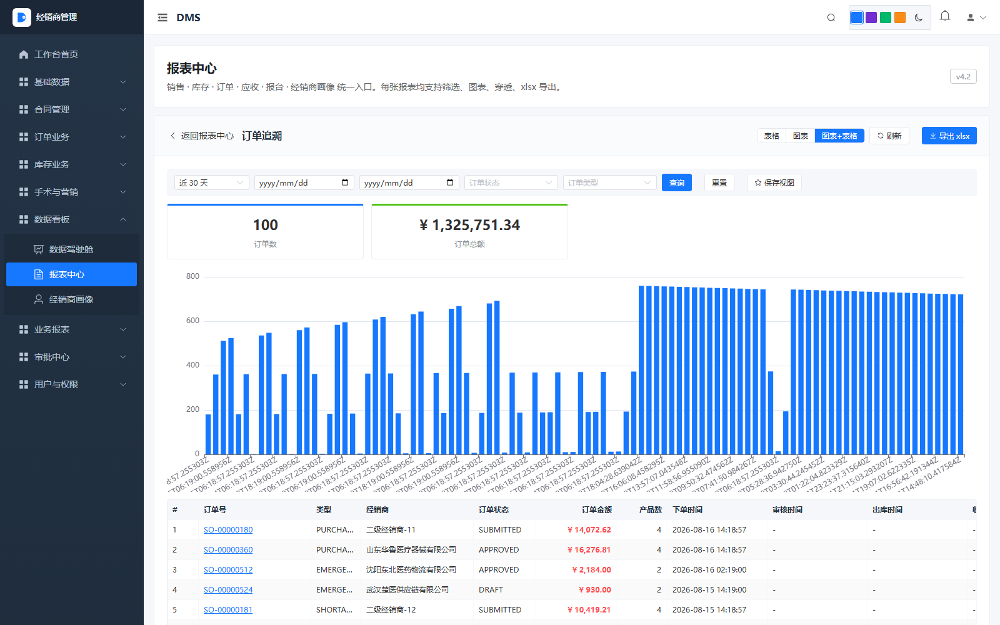 经销商管理
DMS
工作台首页
基础数据
合同管理
订单业务
库存业务
手术与营销
数据看板
数据驾驶舱
报表中心
经销商画像
业务报表
审批中心
用户与权限
报表中心
销售 · 库存 · 订单 · 应收 · 报台 · 经销商画像 统一入口。每张报表均支持筛选、图表、穿透、xlsx 导出。
v4.2
返回报表中心 订单追溯
表格 图表 图表+表格 刷新 导出 xlsx
近 30 天 yyyy/mm/dd yyyy/mm/dd 订单状态 订单类型 查询 重置 保存视图
100
订单数
¥ 1,325,751.34
订单总额
800
600
400
200
0
8:57.255303Z
T06:19:00.558956Z
T06:18:57.255303Z
T06:18:57.255303Z
T18:19:00.558956Z
T06:18:57.255303Z
T06:19:00.558956Z
T06:18:57.255303Z
T06:18:57.255303Z
T06:19:00.558956Z
T06:18:57.255303Z
T06:19:00.558956Z
T06:18:57.255303Z
T06:18:57.255303Z
T06:18:57.255303Z
T06:18:57.255303Z
T06:18:57.255303Z
T06:18:57.255303Z
T06:18:57.255303Z
T18:04:28.639042Z
T16:06:08.458295Z
T13:57:07.043548Z
T11:58:56.955090Z
T09:50:32.474562Z
T07:41:50.984267Z
T06:18:57.255303Z
T05:28:36.942750Z
T03:30:44.245452Z
T01:22:04.823329Z
T23:23:37.315640Z
T21:15:03.293207Z
T19:07:02.622335Z
T16:56:42.191344Z
T14:48:10.417584Z
# 订单号 类型 经销商 订单状态 订单金额 产品数 下单时间 审核时间 出库时间
1 SO-00000180 PURCHA... 二级经销商-11 SUBMITTED ¥ 14,072.62 4 2026-08-16 14:18:57 - - -
2 SO-00000360 PURCHA... 山东华鲁医疗器械有限公司 APPROVED ¥ 16,276.81 4 2026-08-16 14:18:57 - - -
3 SO-00000512 EMERGE... 沈阳东北医药物流有限公司 APPROVED ¥ 2,184.00 2 2026-08-16 02:19:00 - - -
4 SO-00000524 EMERGE... 武汉楚医供应链有限公司 DRAFT ¥ 930.00 2 2026-08-15 14:19:00 - - -
5 SO-00000181 SHORTA... 二级经销商-12 SUBMITTED ¥ 10,419.21 4 2026-08-15 14:18:57 - - -